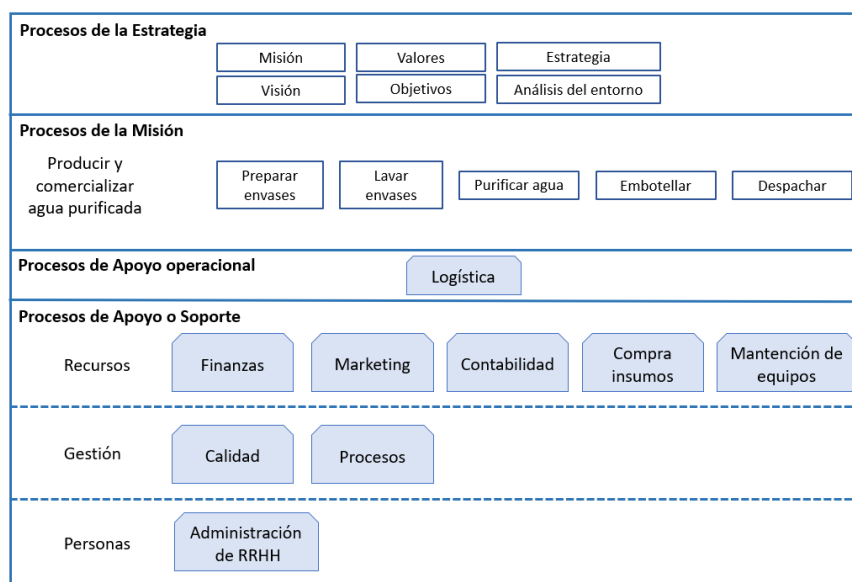 Procesos de la Estrategia
Misión
Valores
Estrategia
Visión
Objetivos
Análisis del entorno
Procesos de la Misión
Producir y
comercializar
agua purificada
Preparar
envases
Lavar
envases
Purificar agua
Embotellar
Despachar
Procesos de Apoyo operacional
Logística
Procesos de Apoyo o Soporte
Recursos
Finanzas
Marketing
Contabilidad
Compra
insumos
Mantención de
equipos
Gestión
Calidad
Procesos
Personas
Administración
de RRHH